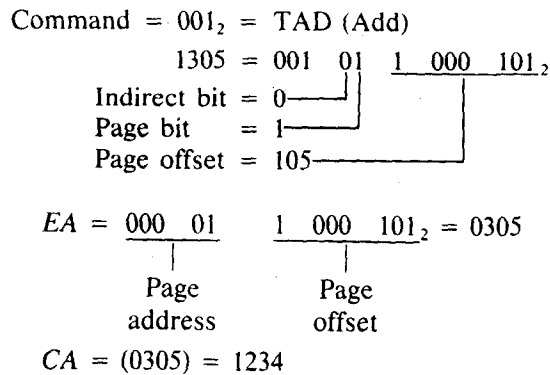 Command = 001₂ = TAD (Add)
1305 = 001 01 1 000 101₂
Indirect bit = 0
Page bit = 1
Page offset = 105
EA = 000 01 1 000 101₂ = 0305
Page address
Page offset
CA = (0305) = 1234